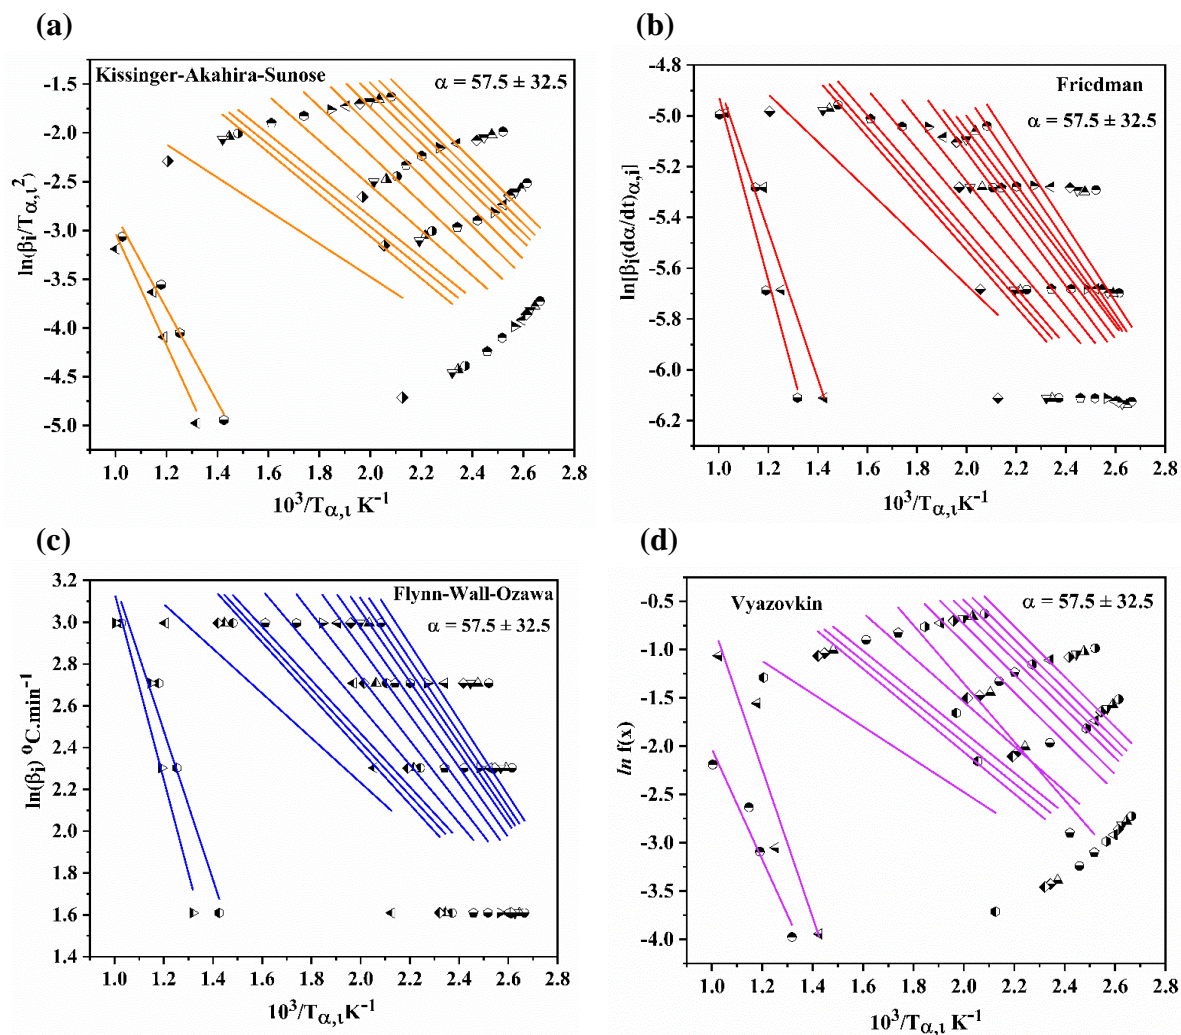 (a)
Kissinger-Akahira-Sunose
α = 57.5 ± 32.5
ln(βi/Tα,ι²)
-1.5
-2.0
-2.5
-3.0
-3.5
-4.0
-4.5
-5.0
1.0 1.2 1.4 1.6 1.8 2.0 2.2 2.4 2.6 2.8
10³/Tα,ι K⁻¹
(b)
Friedman
α = 57.5 ± 32.5
ln[βi(dα/dt)α,i]
-4.8
-5.0
-5.2
-5.4
-5.6
-5.8
-6.0
-6.2
1.0 1.2 1.4 1.6 1.8 2.0 2.2 2.4 2.6 2.8
10³/Tα,ιK⁻¹
(c)
Flynn-Wall-Ozawa
α = 57.5 ± 32.5
ln(βi) ⁰C.min⁻¹
3.2
3.0
2.8
2.6
2.4
2.2
2.0
1.8
1.6
1.4
1.0 1.2 1.4 1.6 1.8 2.0 2.2 2.4 2.6 2.8
10³/Tα,ιK⁻¹
(d)
Vyazovkin
α = 57.5 ± 32.5
ln f(x)
-0.5
-1.0
-1.5
-2.0
-2.5
-3.0
-3.5
-4.0
1.0 1.2 1.4 1.6 1.8 2.0 2.2 2.4 2.6 2.8
10³/Tα,ι K⁻¹